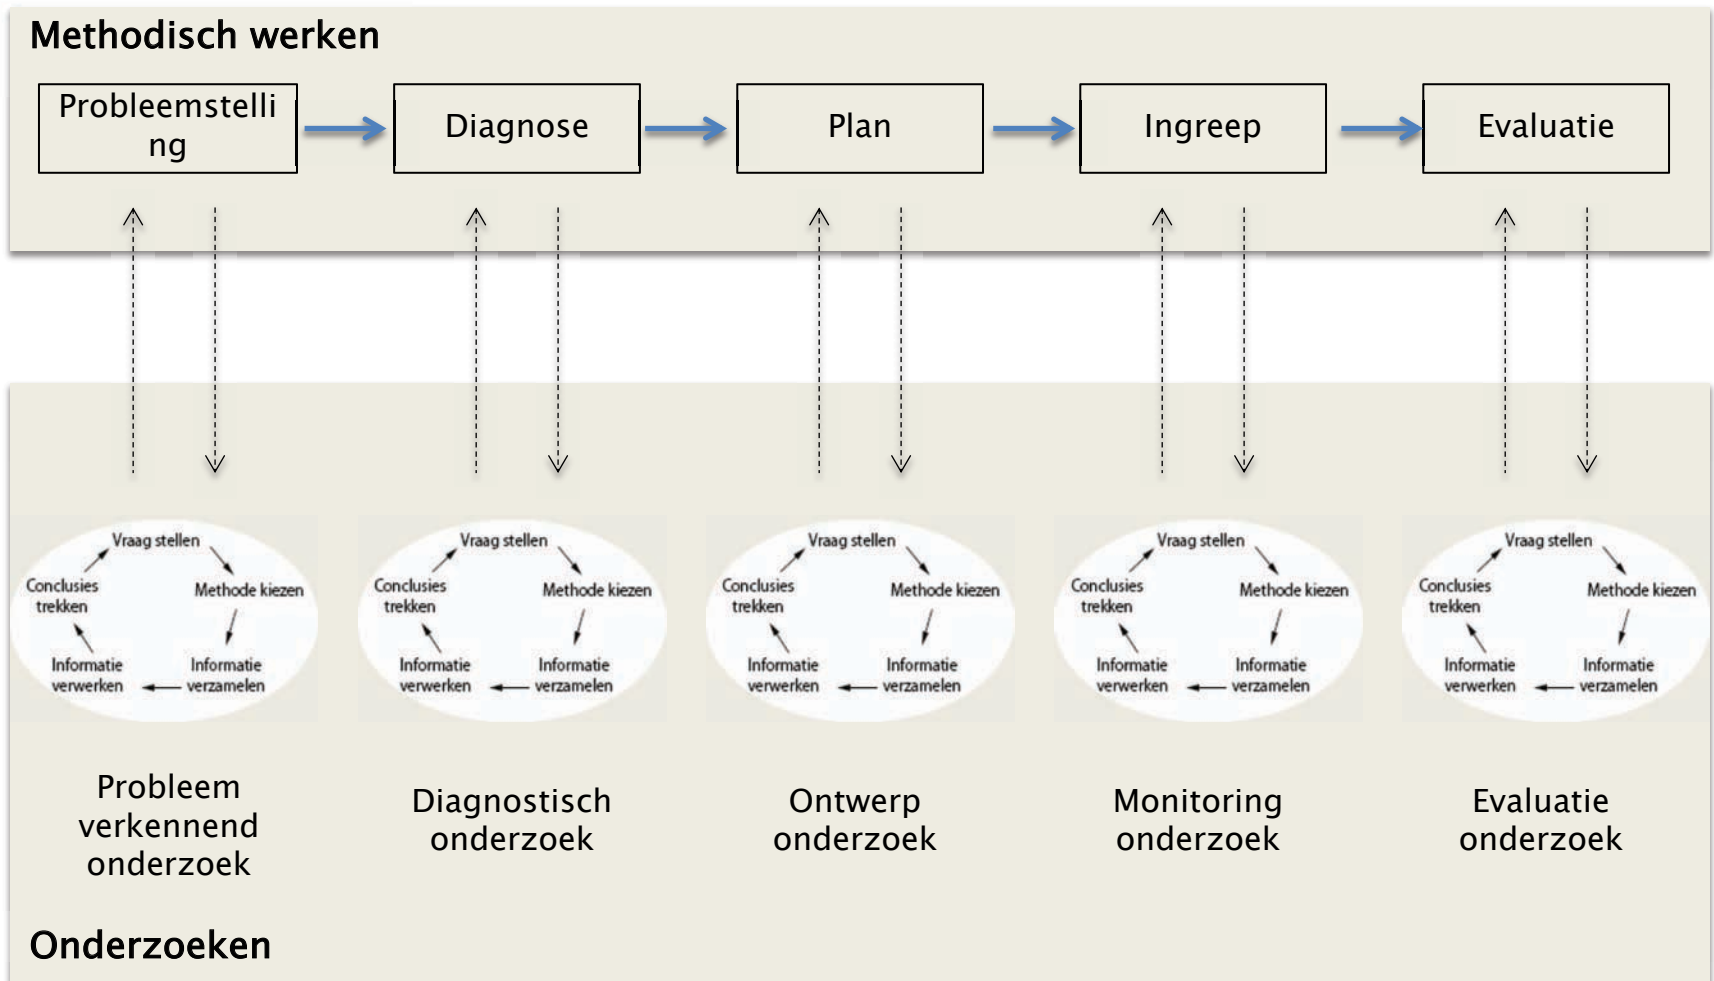 Methodisch werken
Probleemstelli
ng
Diagnose
Plan
Ingreep
Evaluatie
Vraag stellen
Methode kiezen
Informatie
verzamelen
Informatie
verwerken
Conclusies
trekken
Vraag stellen
Methode kiezen
Informatie
verzamelen
Informatie
verwerken
Conclusies
trekken
Vraag stellen
Methode kiezen
Informatie
verzamelen
Informatie
verwerken
Conclusies
trekken
Vraag stellen
Methode kiezen
Informatie
verzamelen
Informatie
verwerken
Conclusies
trekken
Vraag stellen
Methode kiezen
Informatie
verzamelen
Informatie
verwerken
Conclusies
trekken
Probleem
verkennend
onderzoek
Diagnostisch
onderzoek
Ontwerp
onderzoek
Monitoring
onderzoek
Evaluatie
onderzoek
Onderzoeken